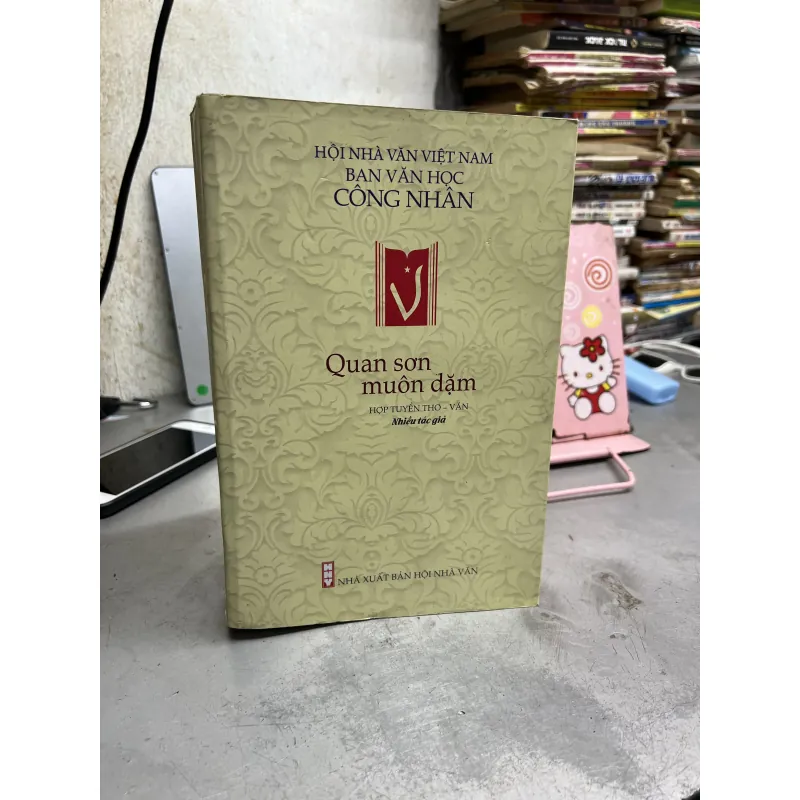 HỘI NHÀ VĂN VIỆT NAM
BAN VĂN HỌC
CÔNG NHÂN
V
Quan sơn
muôn dặm
HỢP TUYỂN THƠ - VĂN
Nhiều tác giả
NHÀ XUẤT BẢN HỘI NHÀ VĂN